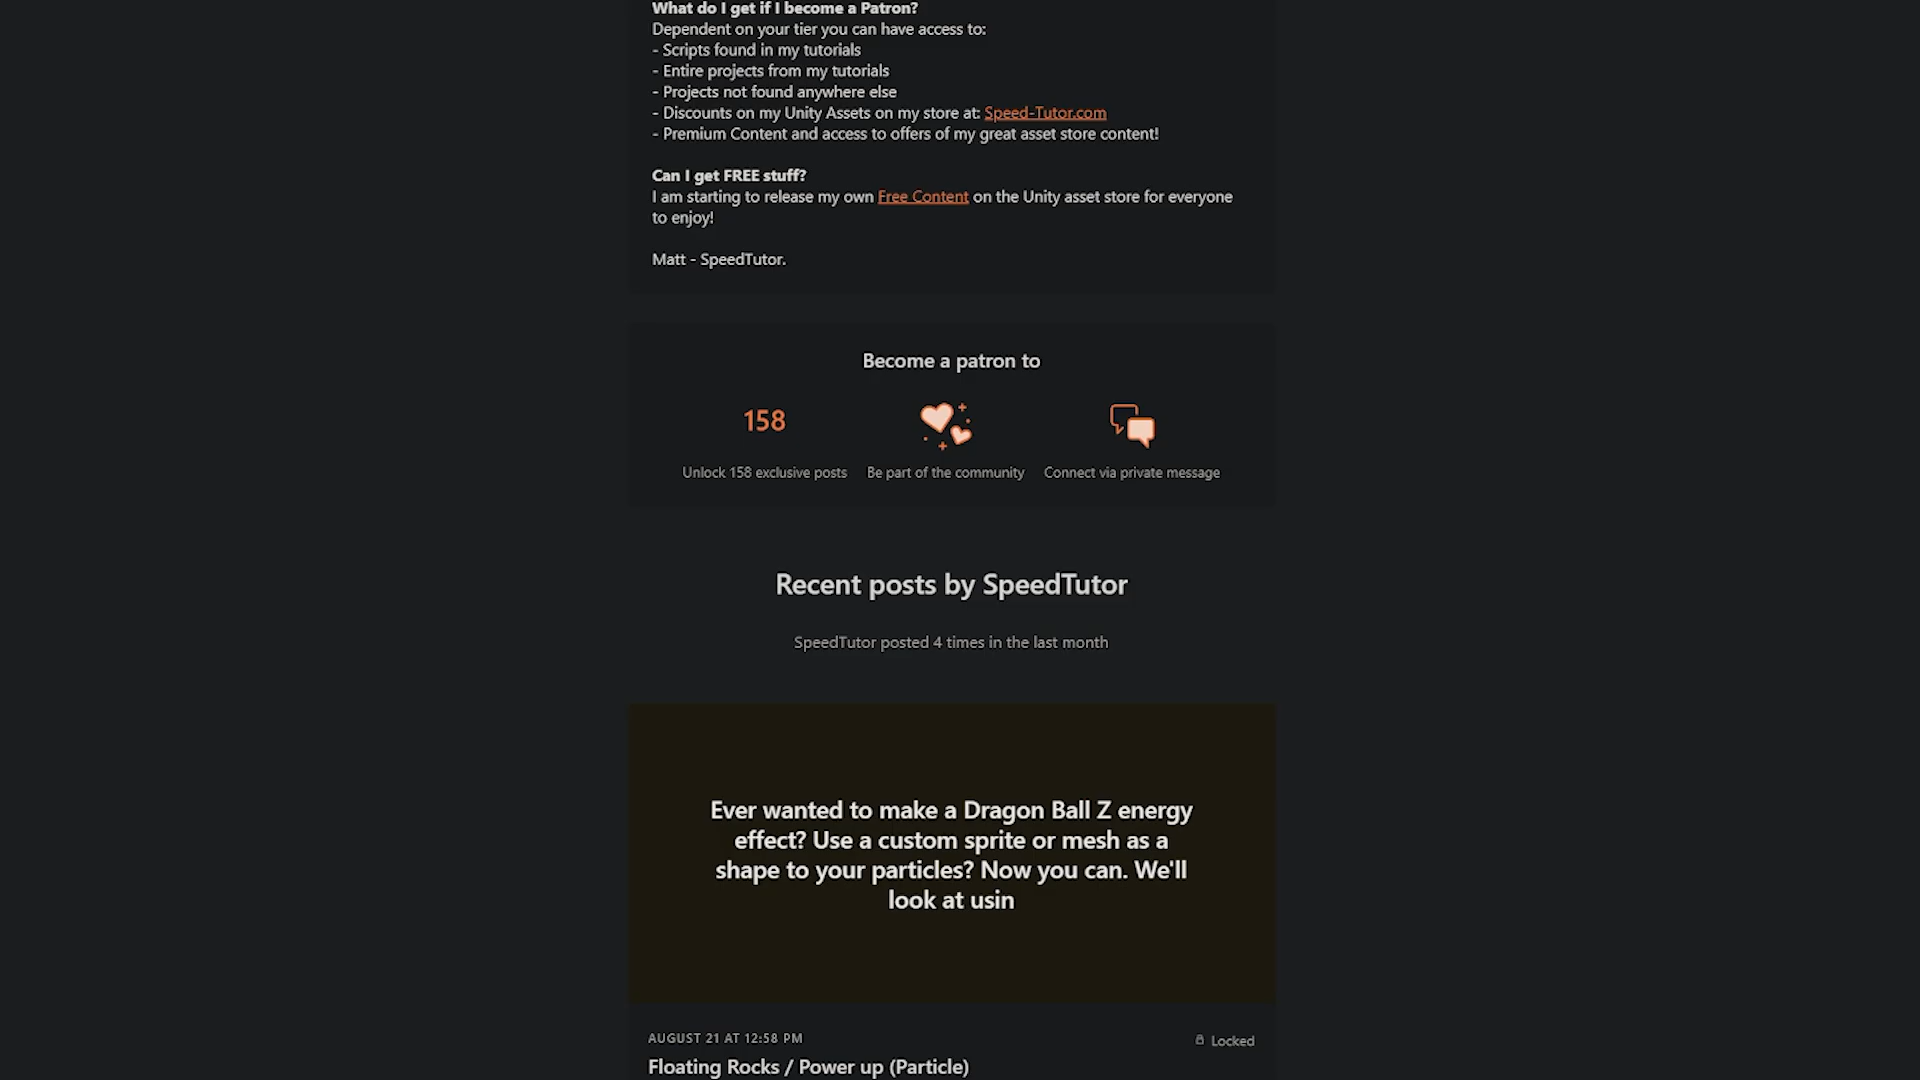 What do I get if I become a Patron?
Dependent on your tier you can have access to:
- Scripts found in my tutorials
- Entire projects from my tutorials
- Projects not found anywhere else
- Discounts on my Unity Assets on my store at: Speed-Tutor.com
- Premium Content and access to offers of my great asset store content!
Can I get FREE stuff?
I am starting to release my own Free Content on the Unity asset store for everyone
to enjoy!
Matt - SpeedTutor.
Become a patron to
158
Unlock 158 exclusive posts
Be part of the community
Connect via private message
Recent posts by SpeedTutor
SpeedTutor posted 4 times in the last month
Ever wanted to make a Dragon Ball Z energy
effect? Use a custom sprite or mesh as a
shape to your particles? Now you can. We'll
look at usin
AUGUST 21 AT 12:58 PM
Locked
Floating Rocks / Power up (Particle)